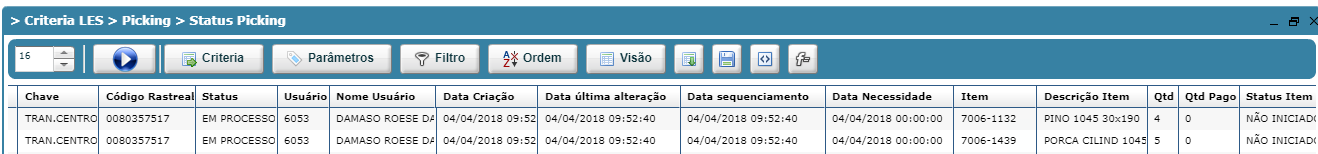 > Criteria LES > Picking > Status Picking
16 Criteria Parâmetros Filtro Ordem Visão
Chave Código Rastreal Status Usuário Nome Usuário Data Criação Data última alteração Data sequenciamento Data Necessidade Item Descrição Item Qtd Qtd Pago Status Item
TRAN.CENTRO 0080357517 EM PROCESSO 6053 DAMASO ROESE DA 04/04/2018 09:52 04/04/2018 09:52:40 04/04/2018 09:52:40 04/04/2018 00:00:00 7006-1132 PINO 1045 30x190 4 0 NÃO INICIADO
TRAN.CENTRO 0080357517 EM PROCESSO 6053 DAMASO ROESE DA 04/04/2018 09:52 04/04/2018 09:52:40 04/04/2018 09:52:40 04/04/2018 00:00:00 7006-1439 PORCA CILIND 1045 5 0 NÃO INICIADO